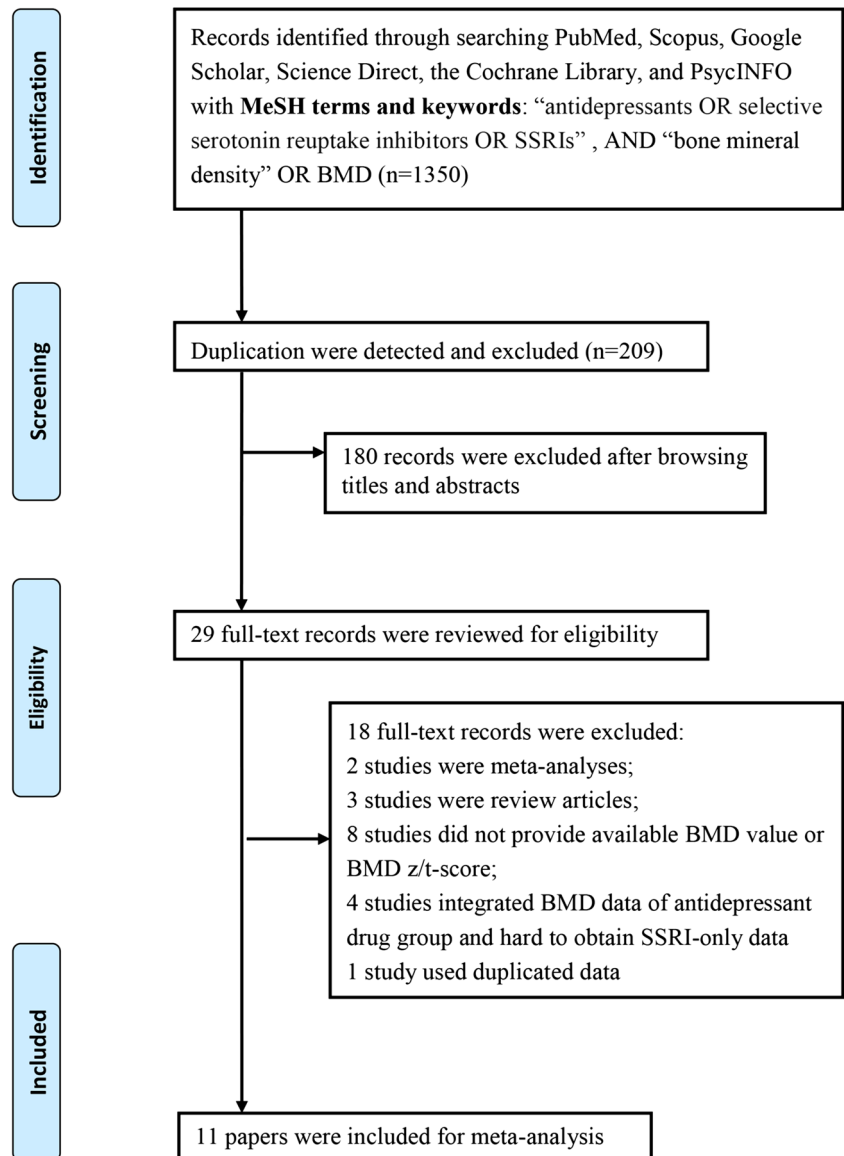 Identification
Records identified through searching PubMed, Scopus, Google
Scholar, Science Direct, the Cochrane Library, and PsycINFO
with MeSH terms and keywords: “antidepressants OR selective
serotonin reuptake inhibitors OR SSRIs” , AND “bone mineral
density” OR BMD (n=1350)
Screening
Duplication were detected and excluded (n=209)
180 records were excluded after browsing
titles and abstracts
Eligibility
29 full-text records were reviewed for eligibility
18 full-text records were excluded:
2 studies were meta-analyses;
3 studies were review articles;
8 studies did not provide available BMD value or
BMD z/t-score;
4 studies integrated BMD data of antidepressant
drug group and hard to obtain SSRI-only data
1 study used duplicated data
Included
11 papers were included for meta-analysis